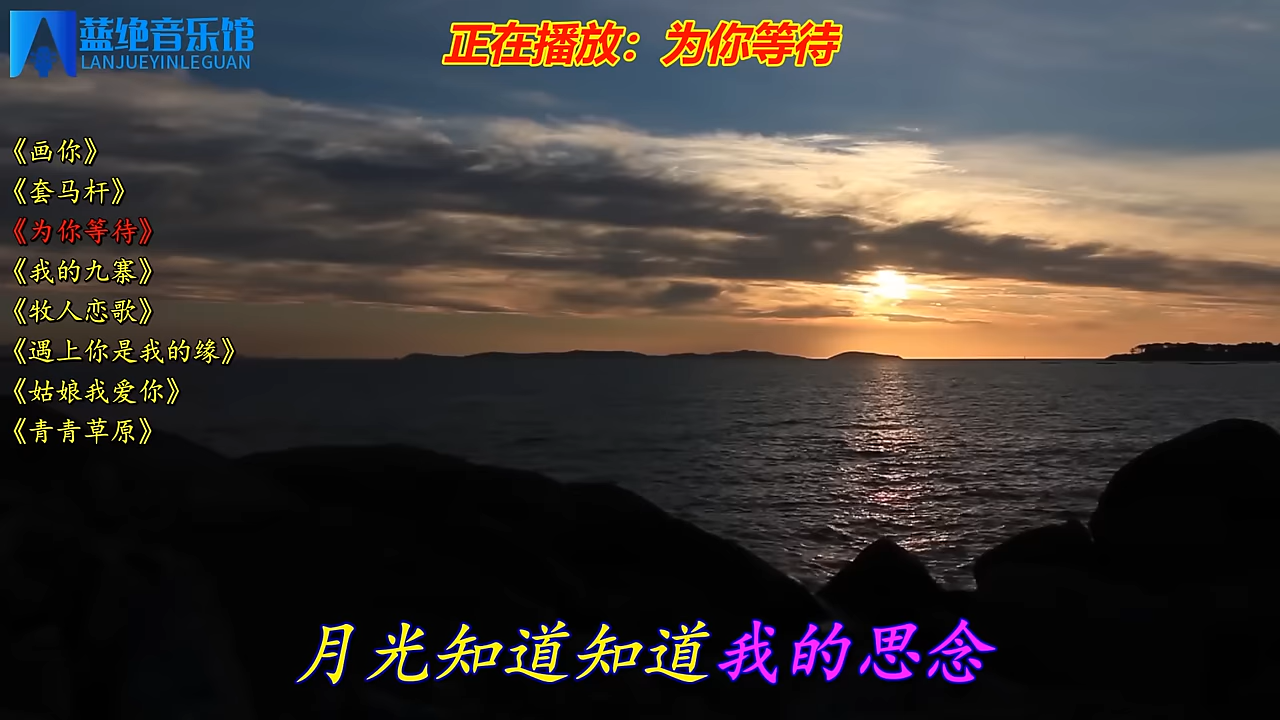 蓝绝音乐馆
LANJUEYINLEGUAN
正在播放：为你等待
《画你》
《套马杆》
《为你等待》
《我的九寨》
《牧人恋歌》
《遇上你是我的缘》
《姑娘我爱你》
《青青草原》
月光知道知道我的思念